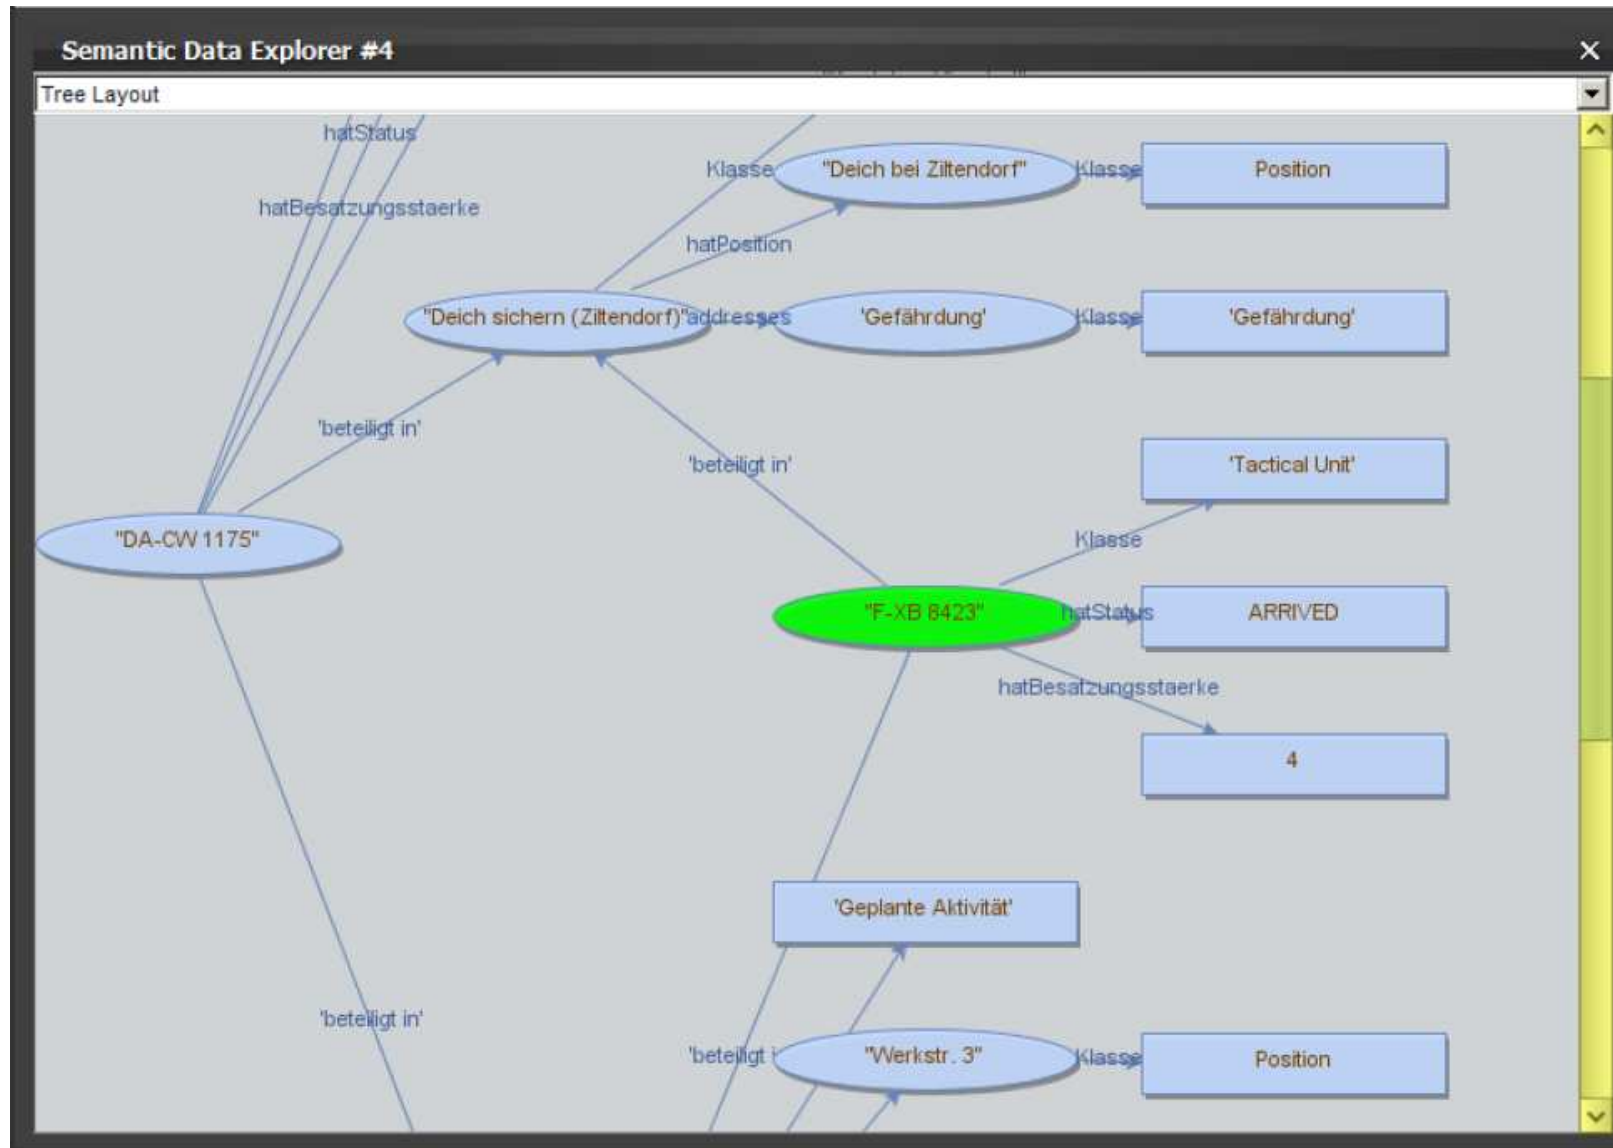 Semantic Data Explorer #4
Tree Layout
hatStatus
hatBesatzungsstaerke
Klasse
"Deich bei Ziltendorf"
Klasse
Position
hatPosition
"Deich sichern (Ziltendorf)"
addresses
'Gefährdung'
Klasse
'Gefährdung'
'beteiligt in'
'beteiligt in'
'Tactical Unit'
Klasse
"DA-CW 1175"
"F-XB 8423"
hatStatus
ARRIVED
hatBesatzungsstaerke
4
'Geplante Aktivität'
'beteiligt in'
'beteiligt i
"Werkstr. 3"
Klasse
Position